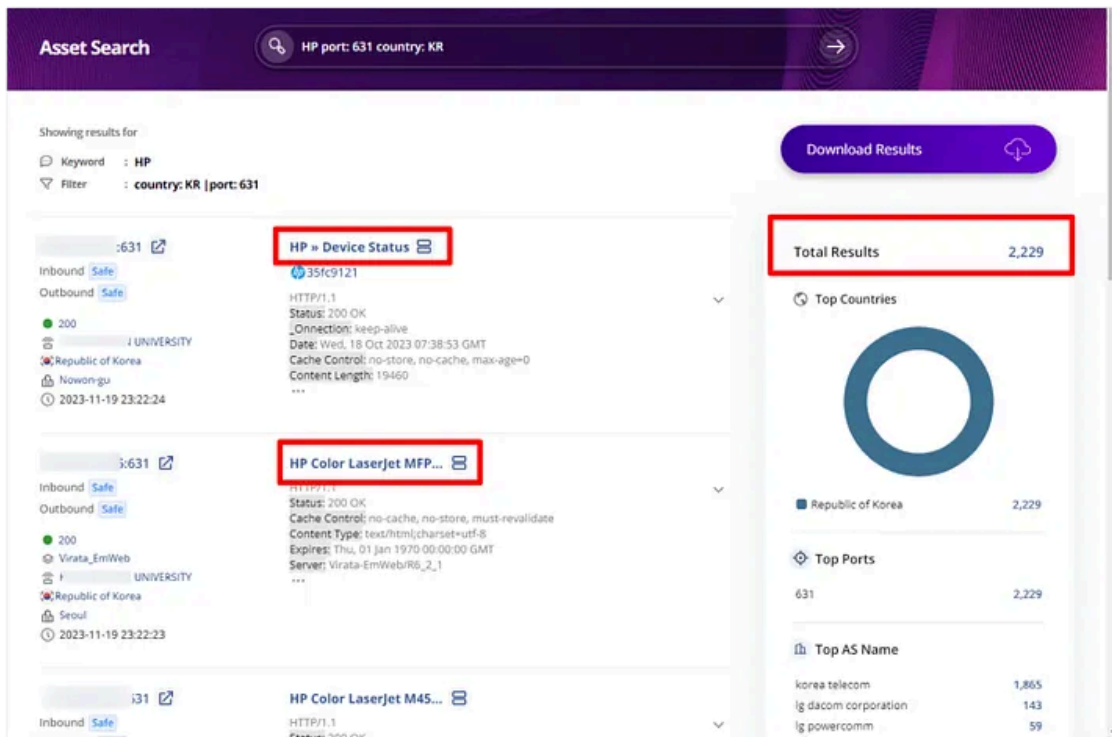 Asset Search
HP port: 631 country: KR
Showing results for
Keyword : HP
Filter : country: KR |port: 631
Download Results
:631
Inbound Safe
Outbound Safe
200
UNIVERSITY
Republic of Korea
Nowon-gu
2023-11-19 23:22:24
HP » Device Status
35fc9121
HTTP/1.1
Status: 200 OK
_Onnection: keep-alive
Date: Wed, 18 Oct 2023 07:38:53 GMT
Cache Control: no-store, no-cache, max-age=0
Content Length: 19460
...
:631
Inbound Safe
Outbound Safe
200
Virata_EmWeb
UNIVERSITY
Republic of Korea
Seoul
2023-11-19 23:22:23
HP Color LaserJet MFP...
HTTP/1.1
Status: 200 OK
Cache Control: no-cache, no-store, must-revalidate
Content Type: text/html;charset=utf-8
Expires: Thu, 01 Jan 1970 00:00:00 GMT
Server: Virata-EmWeb/R6_2_1
...
631
Inbound Safe
HP Color LaserJet M45...
HTTP/1.1
Status: 200 OK
Total Results 2,229
Top Countries
Republic of Korea 2,229
Top Ports
631 2,229
Top AS Name
korea telecom 1,865
lg dacom corporation 143
lg powercomm 59